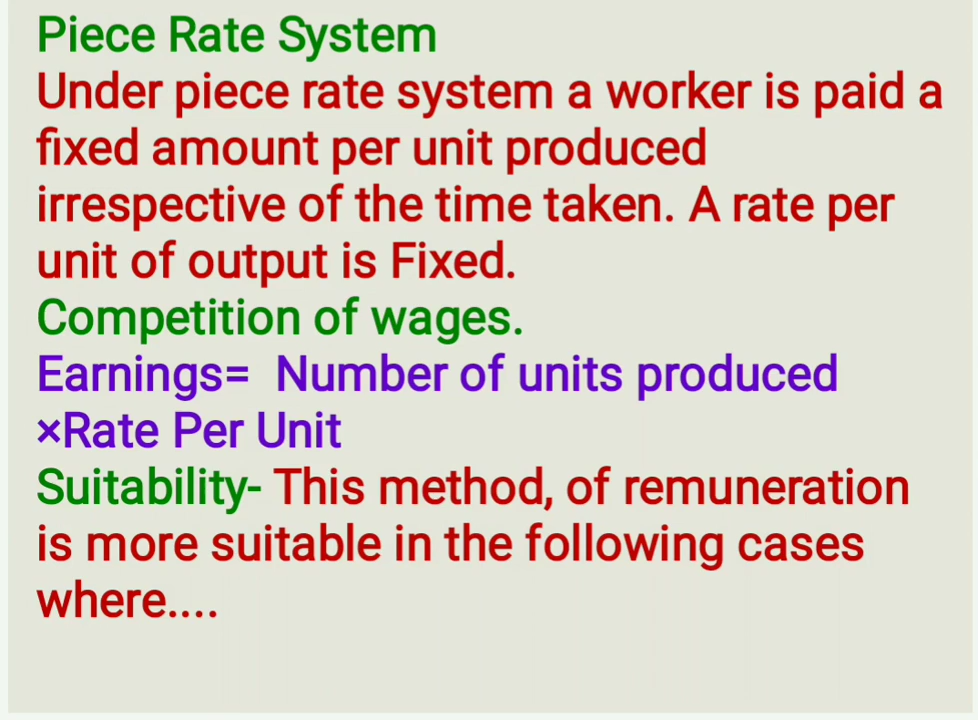 Piece Rate System
Under piece rate system a worker is paid a
fixed amount per unit produced
irrespective of the time taken. A rate per
unit of output is Fixed.
Competition of wages.
Earnings=  Number of units produced
×Rate Per Unit
Suitability- This method, of remuneration
is more suitable in the following cases
where....